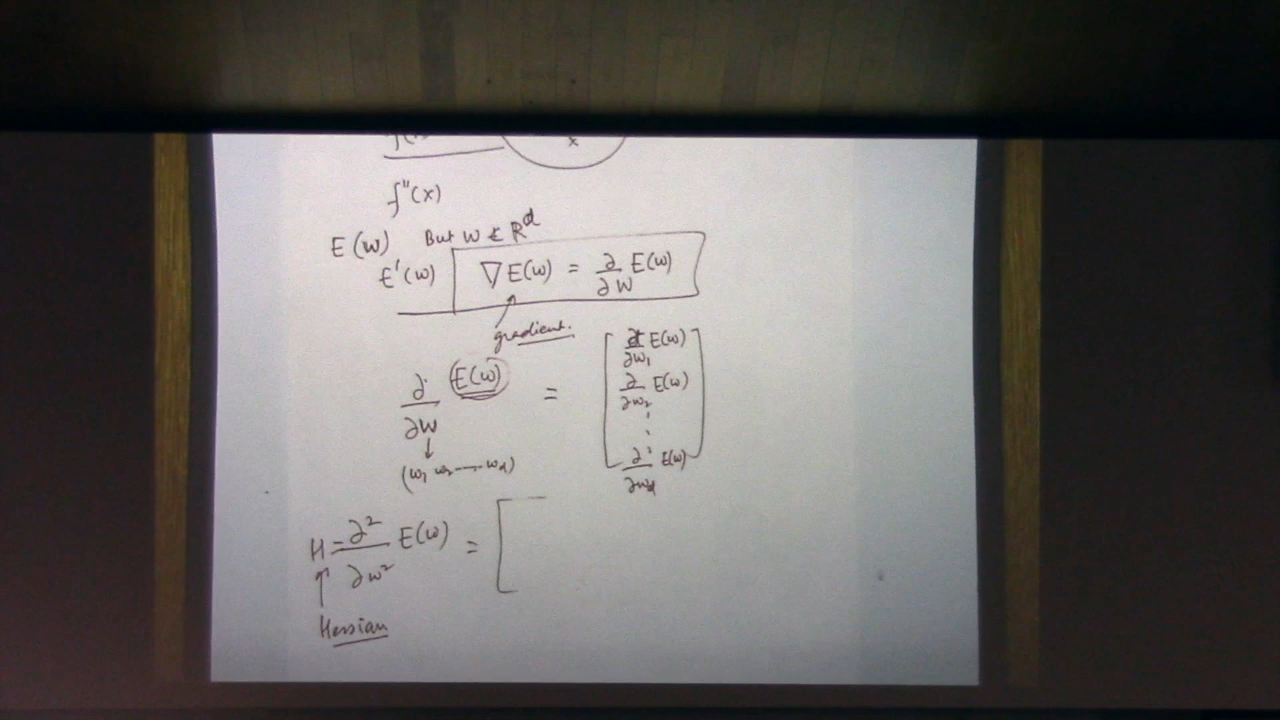 x
f''(x)
E(w) But w ∈ R^d
E'(w) ∇E(w) = ∂/∂w E(w)
gradient.
∂/∂w E(w) = [ ∂/∂w₁ E(w)
∂/∂w₂ E(w)
⋮
∂/∂w_d E(w) ]
(w₁ w₂ ---- w_d)
H = ∂²/∂w² E(w) = [
Hessian